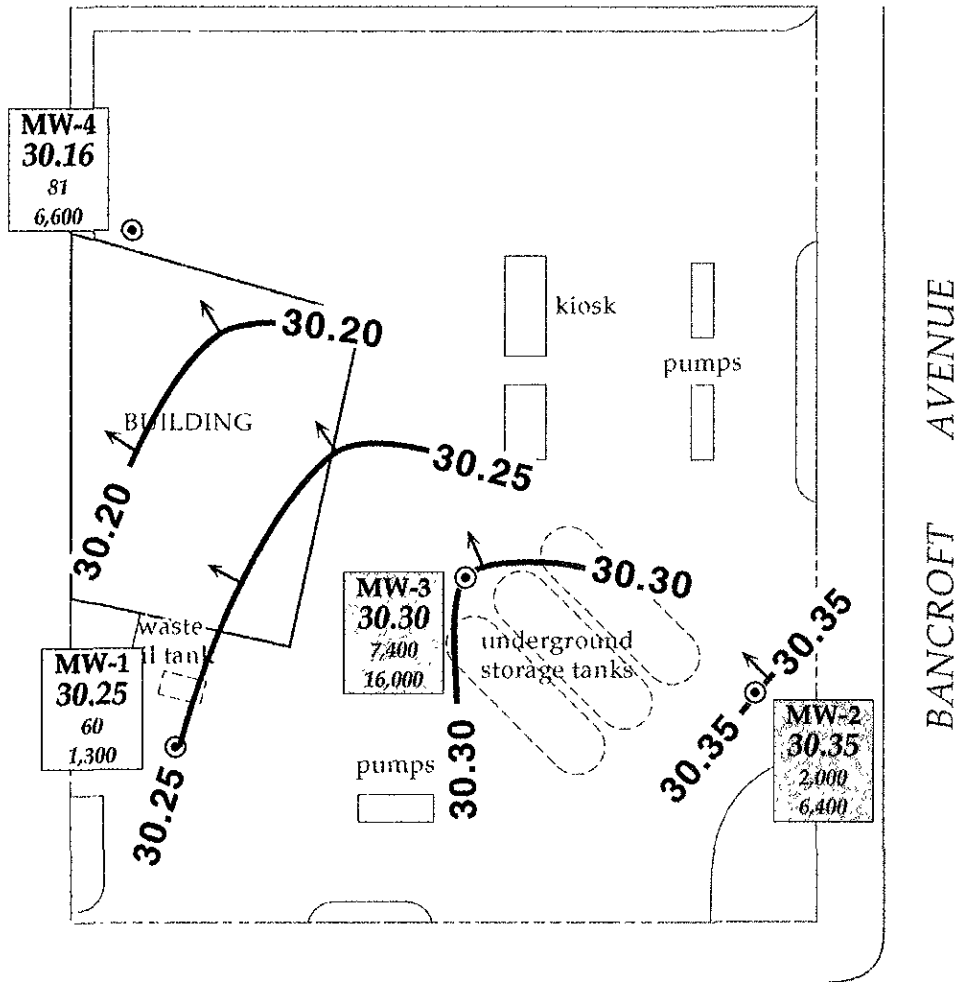 MW-4
30.16
81
6,600
30.20
kiosk
pumps
AVENUE
BUILDING
30.25
30.20
30.30
MW-3
30.30
7,400
16,000
underground
storage tanks
waste
il tank
MW-1
30.25
60
1,300
30.35
30.35
MW-2
30.35
2,000
6,400
BANCROFT
pumps
30.30
30.25